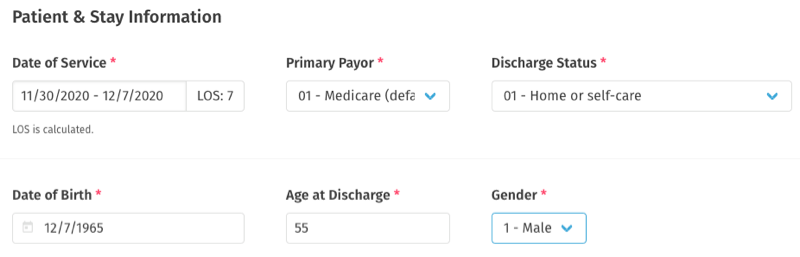 Patient & Stay Information
Date of Service * Primary Payor * Discharge Status *
11/30/2020 - 12/7/2020 LOS: 7 01 - Medicare (defa 01 - Home or self-care
LOS is calculated.
Date of Birth * Age at Discharge * Gender *
12/7/1965 55 1 - Male